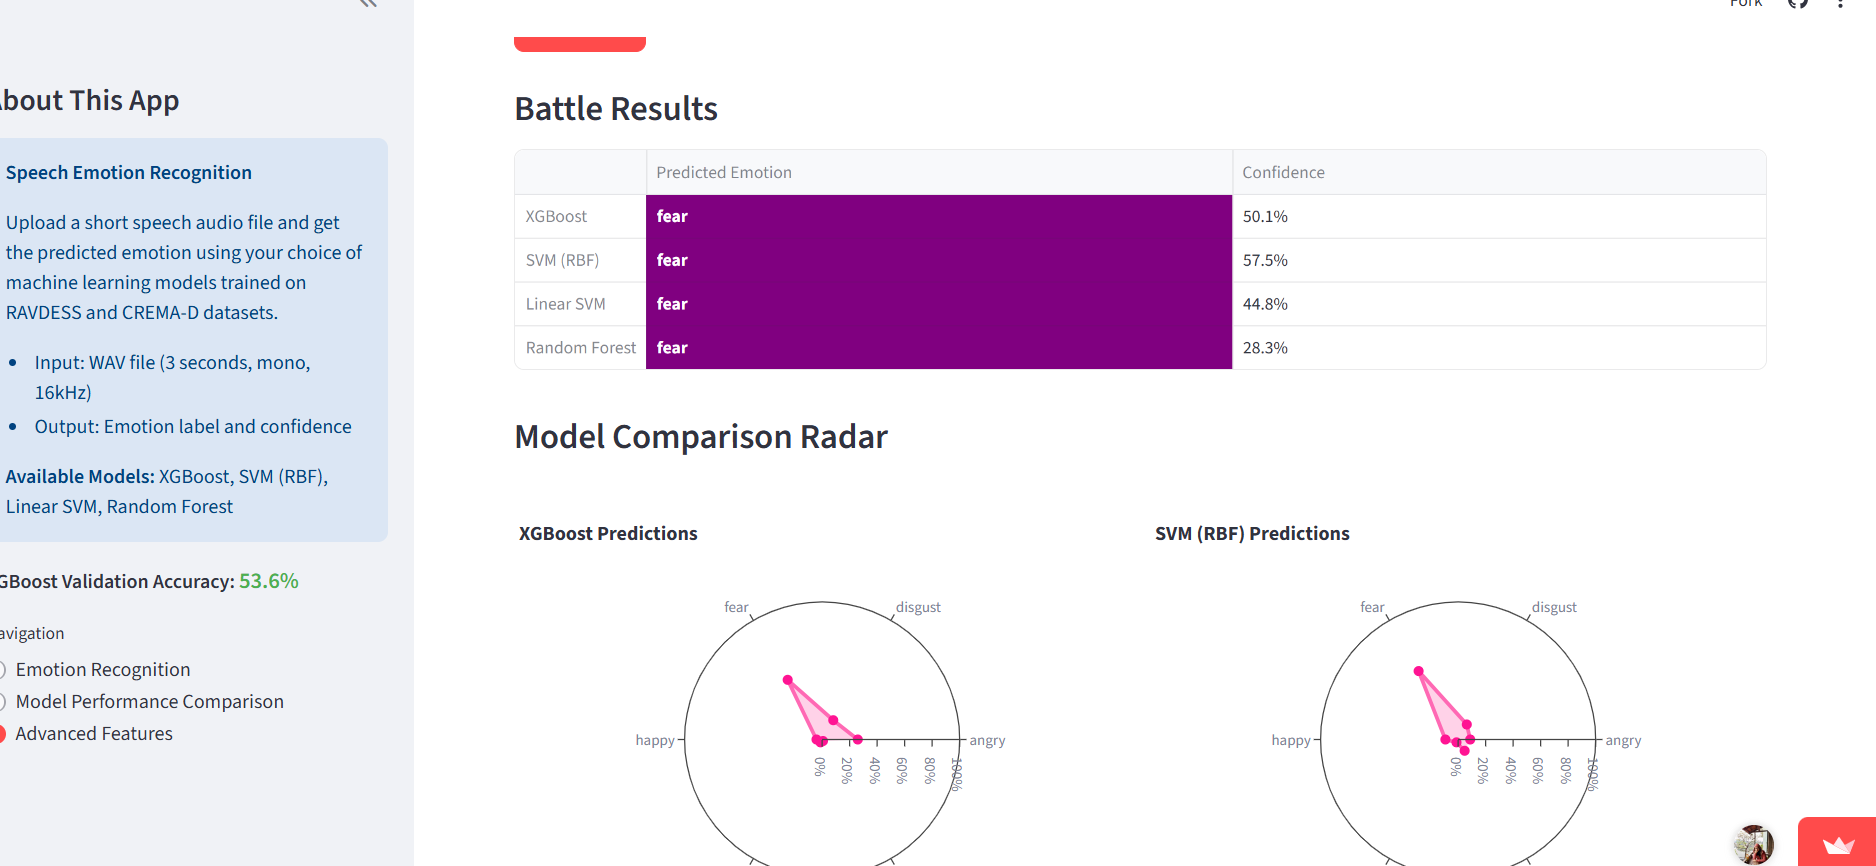 Fork
About This App
Speech Emotion Recognition
Upload a short speech audio file and get
the predicted emotion using your choice of
machine learning models trained on
RAVDESS and CREMA-D datasets.
Input: WAV file (3 seconds, mono,
16kHz)
Output: Emotion label and confidence
Available Models: XGBoost, SVM (RBF),
Linear SVM, Random Forest
XGBoost Validation Accuracy: 53.6%
Navigation
Emotion Recognition
Model Performance Comparison
Advanced Features
Battle Results
Predicted Emotion Confidence
XGBoost fear 50.1%
SVM (RBF) fear 57.5%
Linear SVM fear 44.8%
Random Forest fear 28.3%
Model Comparison Radar
XGBoost Predictions
fear disgust
happy angry
0% 20% 40% 60% 80% 100%
SVM (RBF) Predictions
fear disgust
happy angry
0% 20% 40% 60% 80% 100%